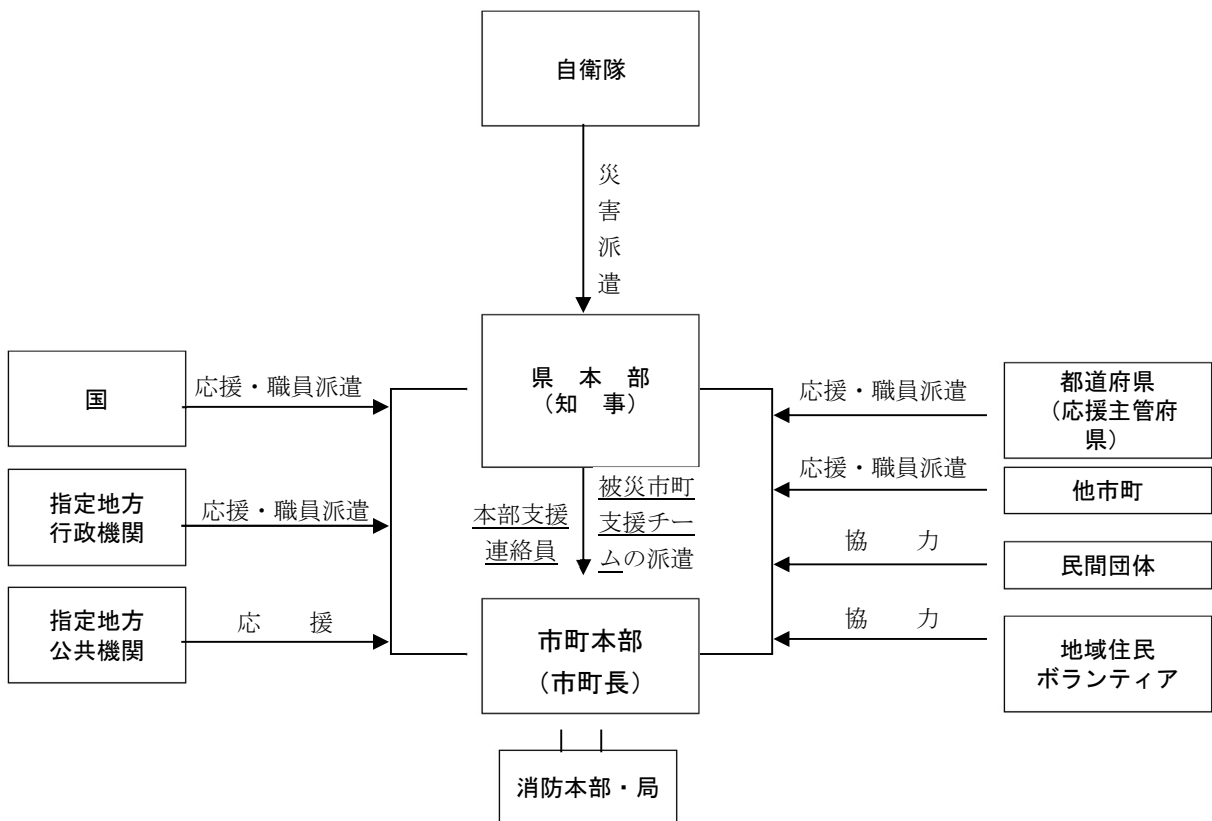 自衛隊
災
害
派
遣
県 本 部
(知 事)
国
応援・職員派遣
指定地方
行政機関
応援・職員派遣
指定地方
公共機関
応 援
都道府県
(応援主管府
県)
応援・職員派遣
他市町
応援・職員派遣
民間団体
協 力
地域住民
ボランティア
協 力
本部支援
連絡員
被災市町
支援チー
ムの派遣
市町本部
(市町長)
消防本部・局